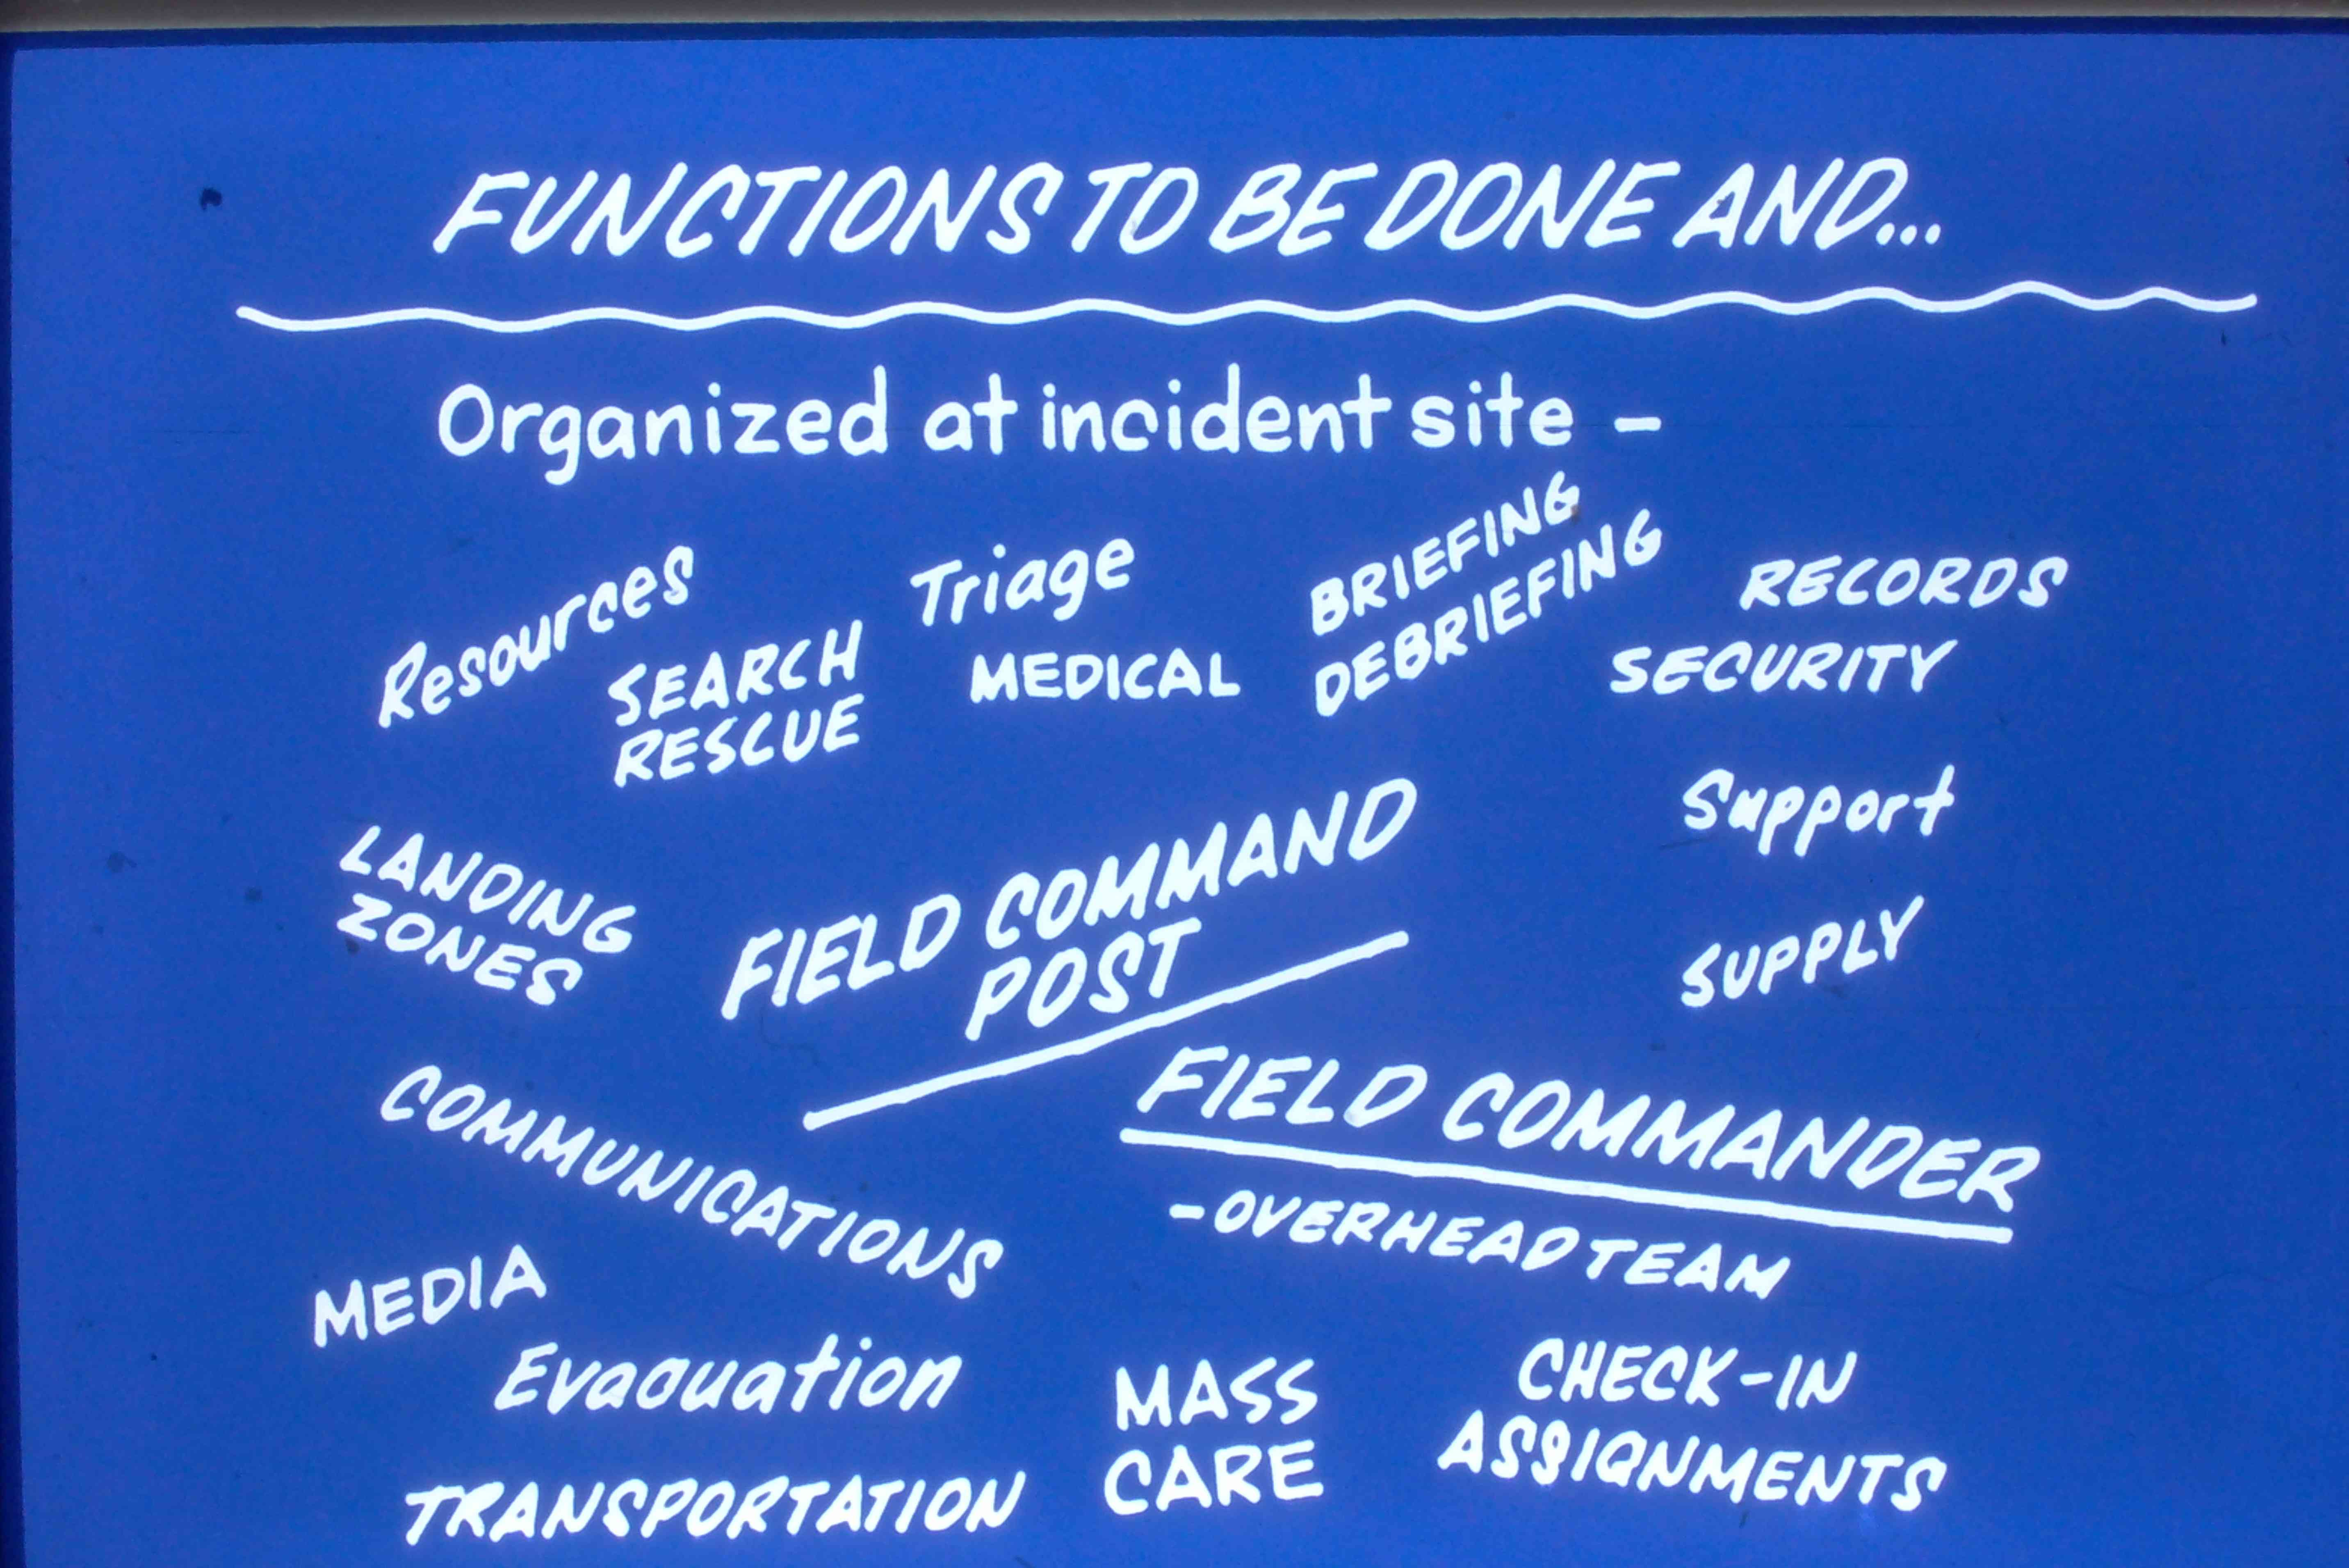 FUNCTIONS TO BE DONE AND...
Organized at incident site -
Resources
SEARCH
RESCUE
Triage
MEDICAL
BRIEFING
DEBRIEFING
RECORDS
SECURITY
Support
SUPPLY
LANDING
ZONES
FIELD COMMAND
POST
FIELD COMMANDER
-OVERHEAD TEAM
COMMUNICATIONS
MEDIA
Evacuation
TRANSPORTATION
MASS
CARE
CHECK-IN
ASSIGNMENTS